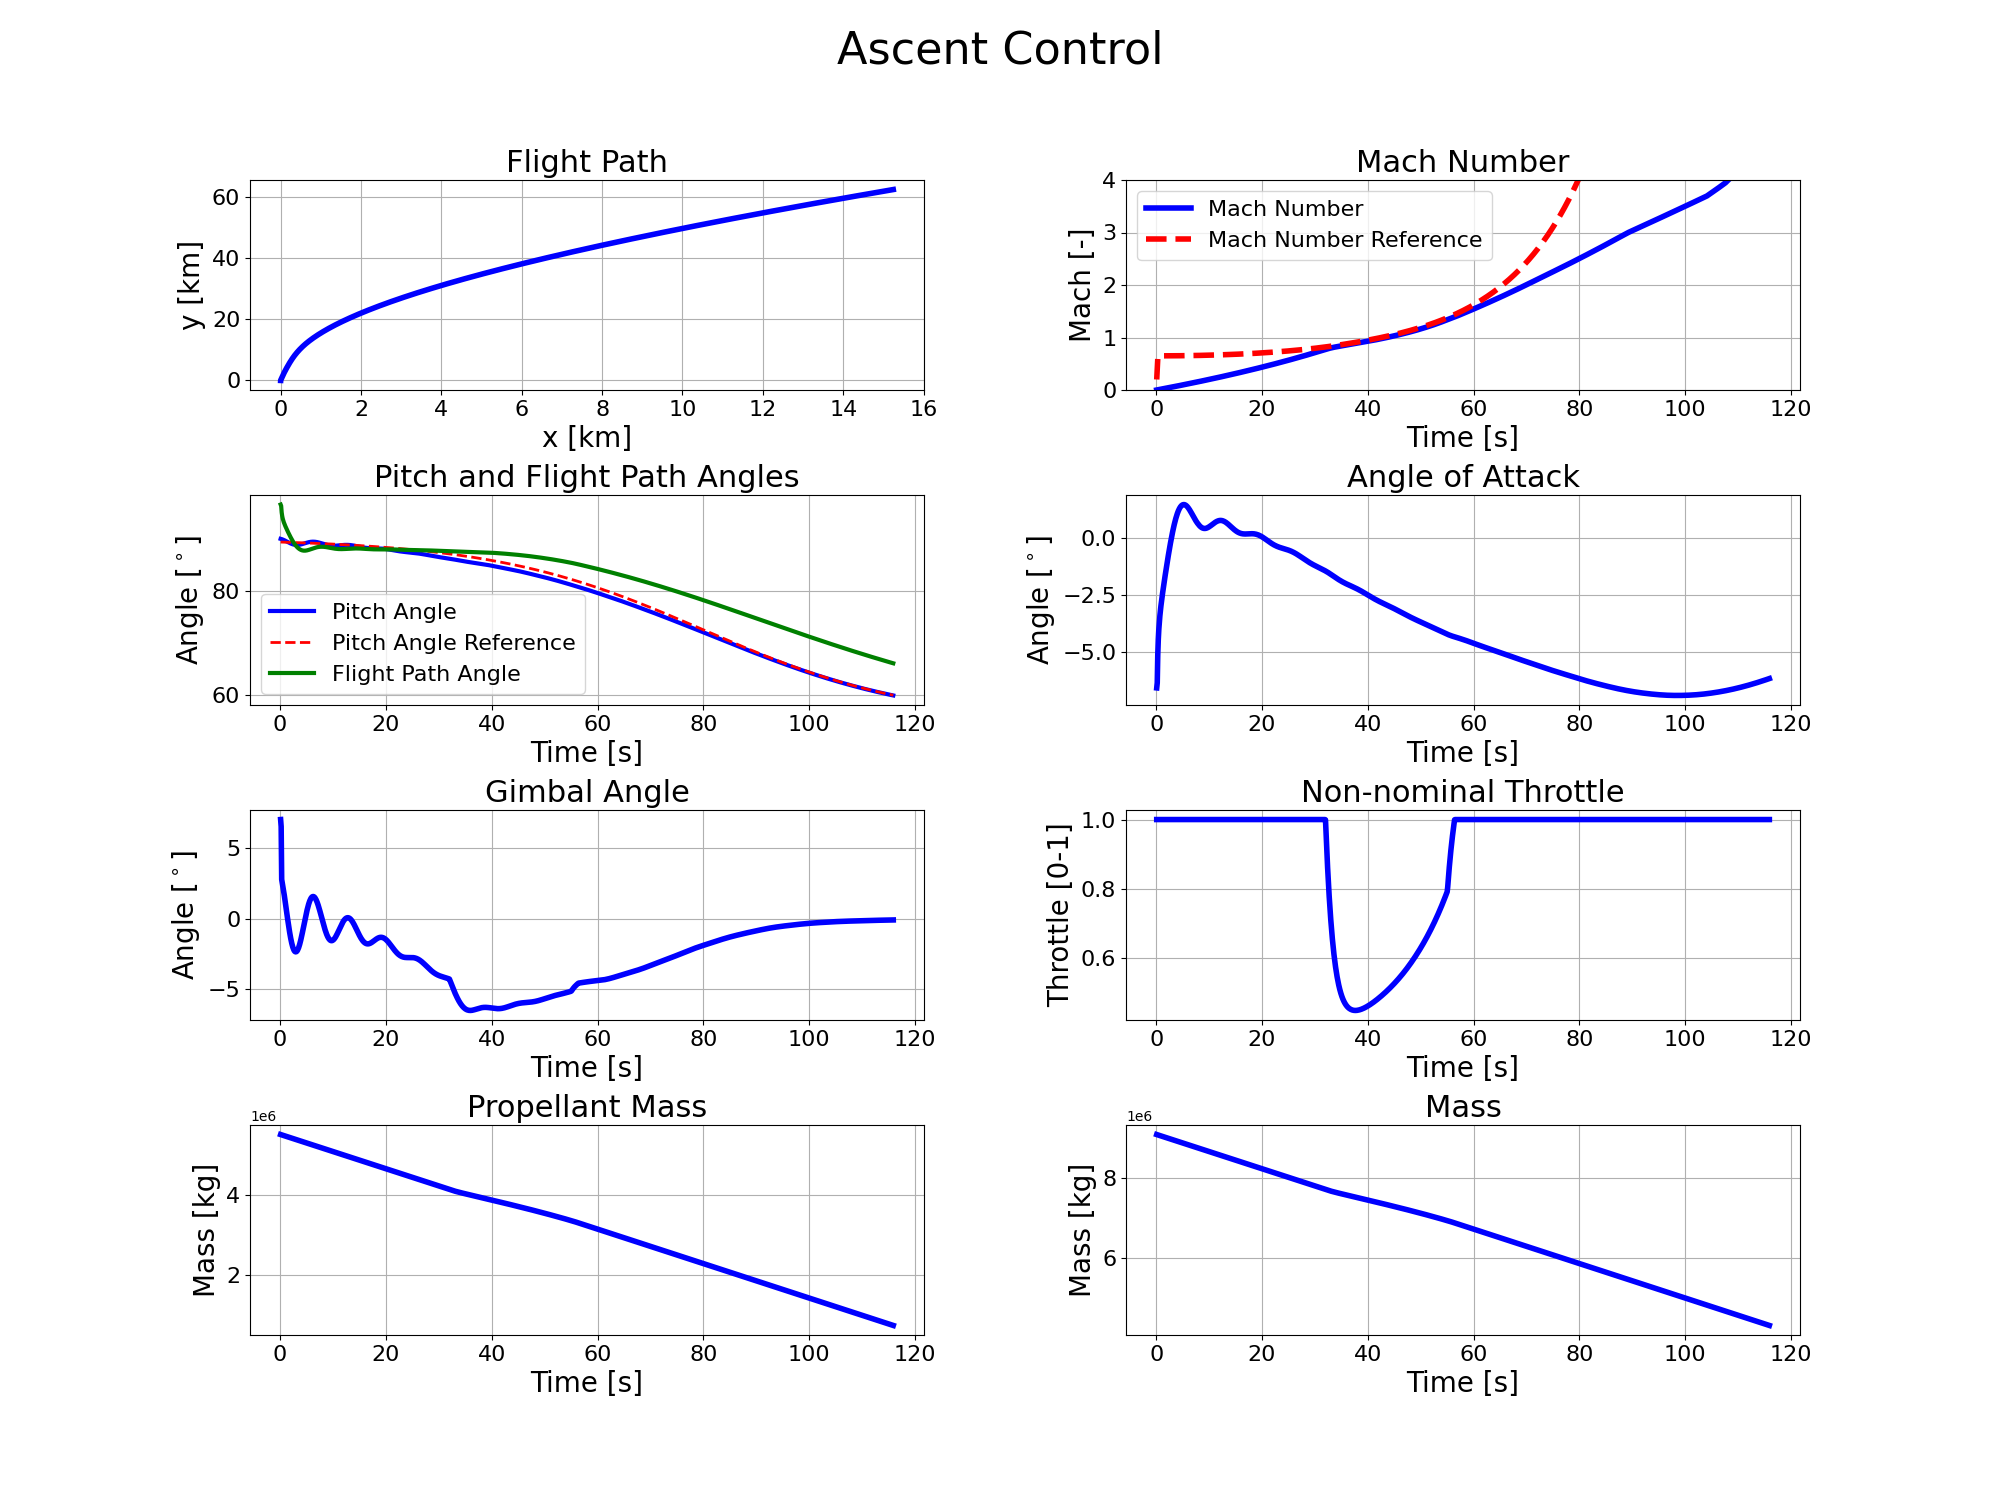 Ascent Control
Flight Path
60
40
20
0
y [km]
0 2 4 6 8 10 12 14 16
x [km]
Mach Number
4
3
2
1
0
Mach [-]
Mach Number
Mach Number Reference
0 20 40 60 80 100 120
Time [s]
Pitch and Flight Path Angles
80
60
Angle [°]
Pitch Angle
Pitch Angle Reference
Flight Path Angle
0 20 40 60 80 100 120
Time [s]
Angle of Attack
0.0
−2.5
−5.0
Angle [°]
0 20 40 60 80 100 120
Time [s]
Gimbal Angle
5
0
−5
Angle [°]
0 20 40 60 80 100 120
Time [s]
Non-nominal Throttle
1.0
0.8
0.6
Throttle [0-1]
0 20 40 60 80 100 120
Time [s]
Propellant Mass
1e6
4
2
Mass [kg]
0 20 40 60 80 100 120
Time [s]
Mass
1e6
8
6
Mass [kg]
0 20 40 60 80 100 120
Time [s]